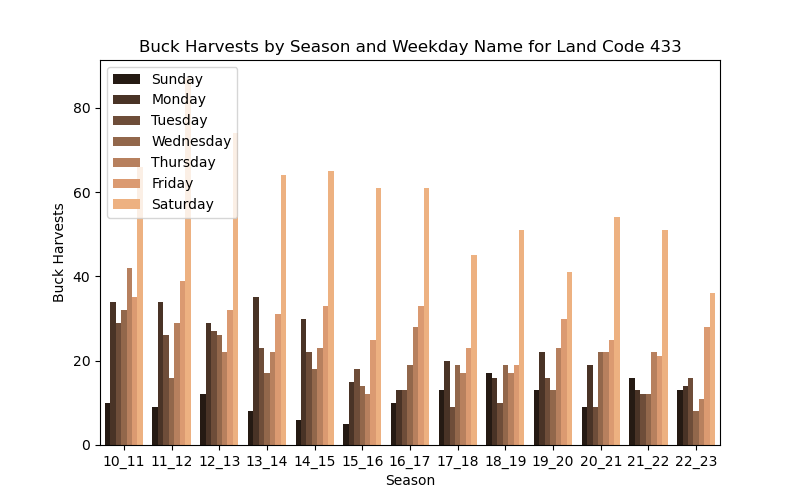 Buck Harvests by Season and Weekday Name for Land Code 433
Sunday
Monday
Tuesday
Wednesday
Thursday
Friday
Saturday
80
60
40
20
0
Buck Harvests
10_11 11_12 12_13 13_14 14_15 15_16 16_17 17_18 18_19 19_20 20_21 21_22 22_23
Season